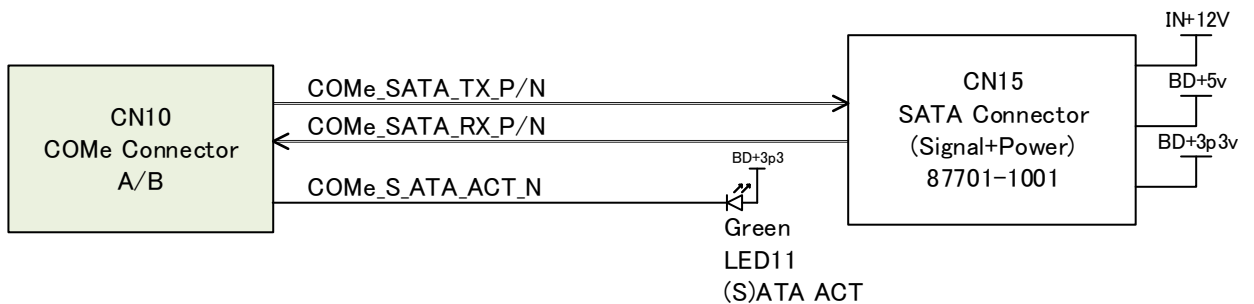 CN10
COMe Connector
A/B
COMe_SATA_TX_P/N
COMe_SATA_RX_P/N
COMe_S_ATA_ACT_N
BD+3p3
Green
LED11
(S)ATA ACT
CN15
SATA Connector
(Signal+Power)
87701-1001
IN+12V
BD+5v
BD+3p3v